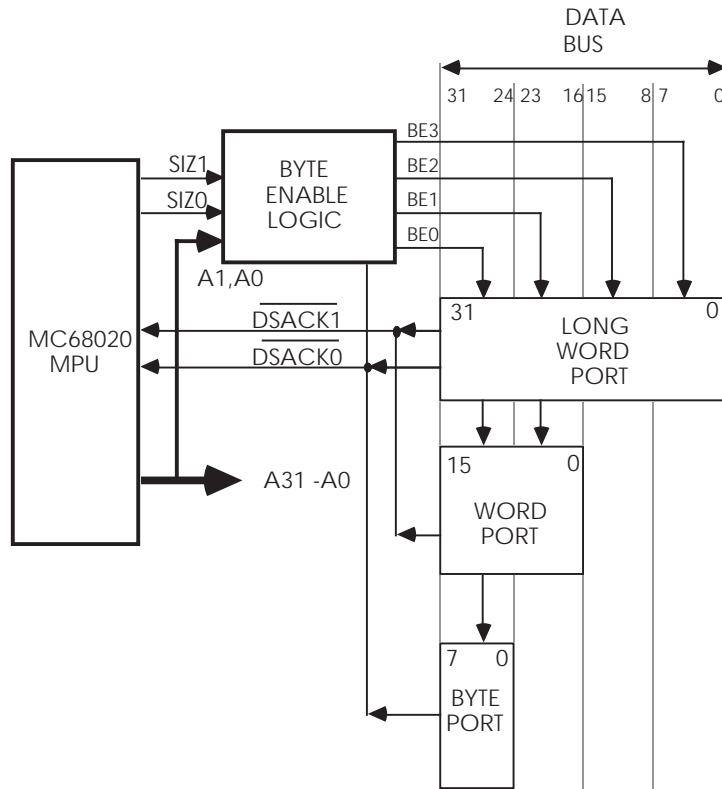 DATA
BUS
31 24 23 16 15 8 7 0
SIZ1
SIZ0
BYTE
ENABLE
LOGIC
BE3
BE2
BE1
BE0
A1,A0
MC68020
MPU
DSACK1
DSACK0
31 0
LONG
WORD
PORT
A31 -A0
15 0
WORD
PORT
7 0
BYTE
PORT